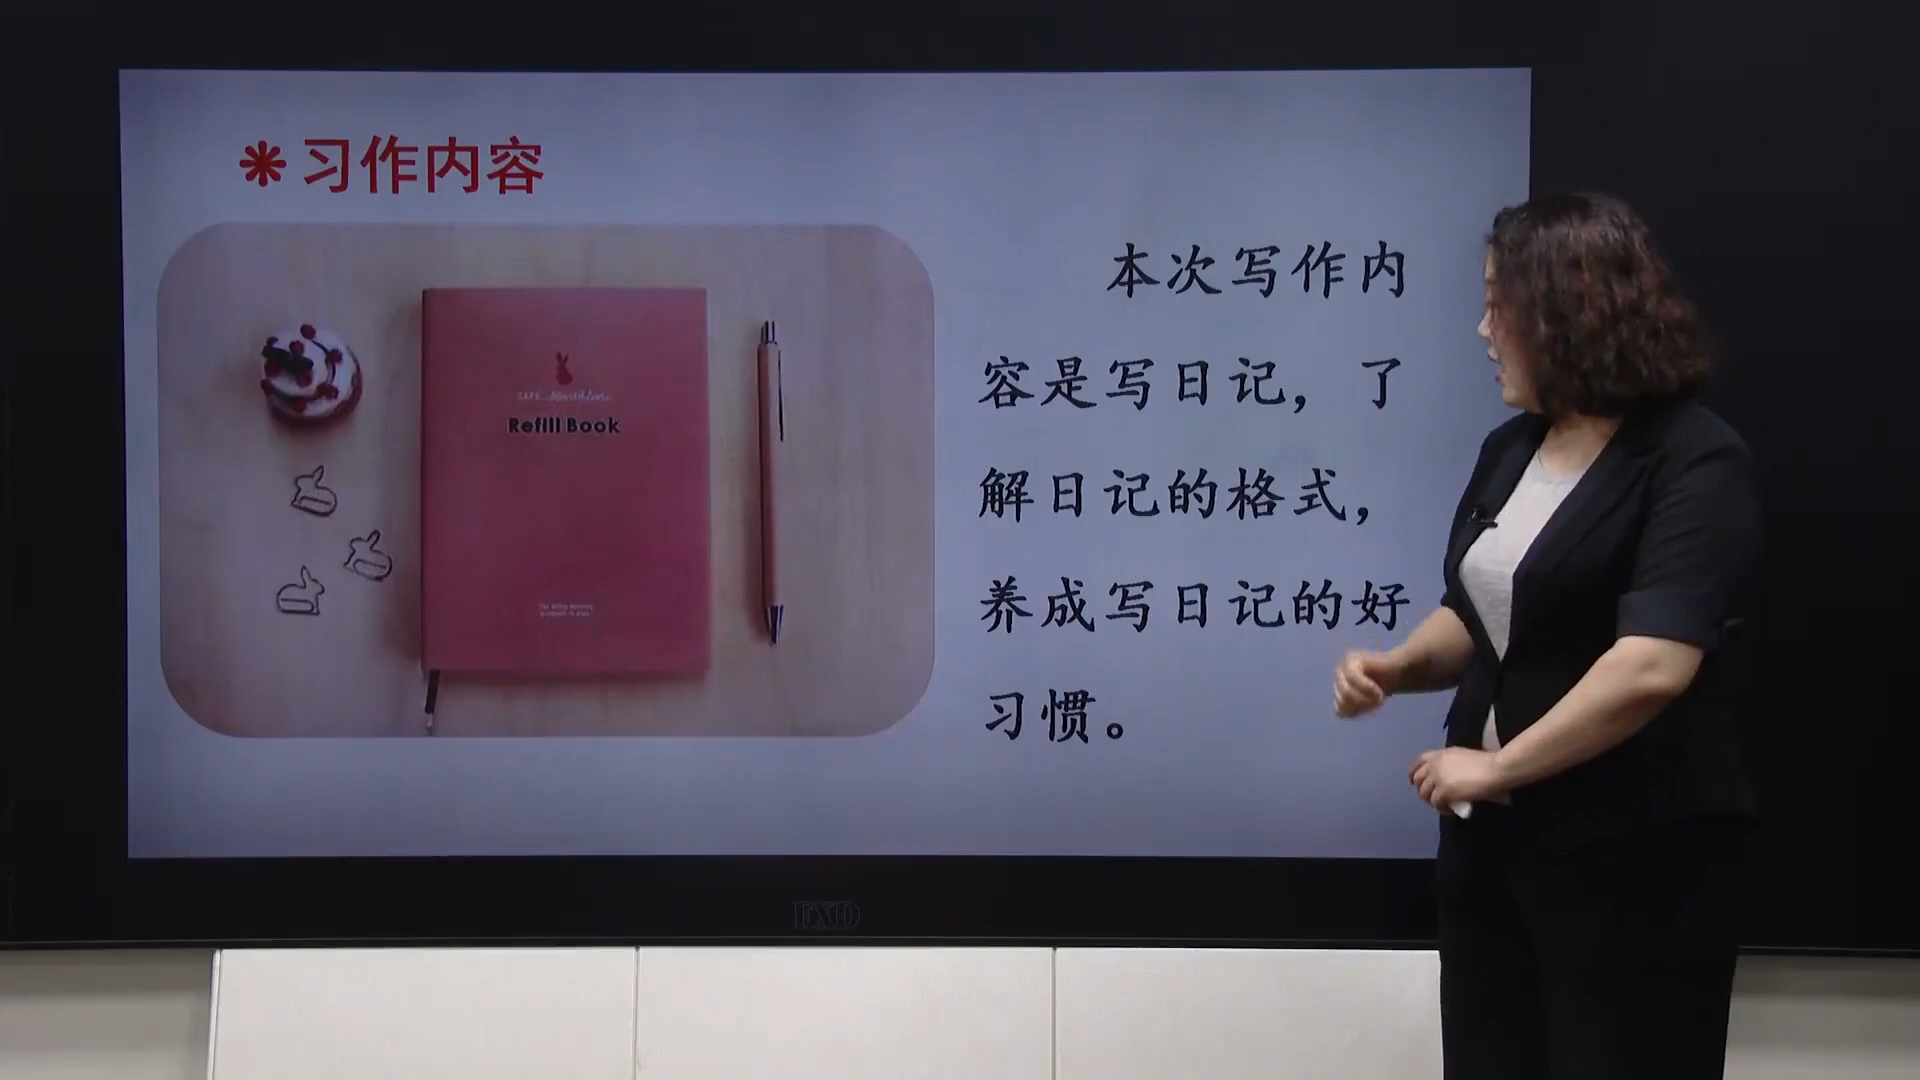 ❋习作内容
本次写作内
容是写日记，了
解日记的格式，
养成写日记的好
习惯。
Refill Book
FXD